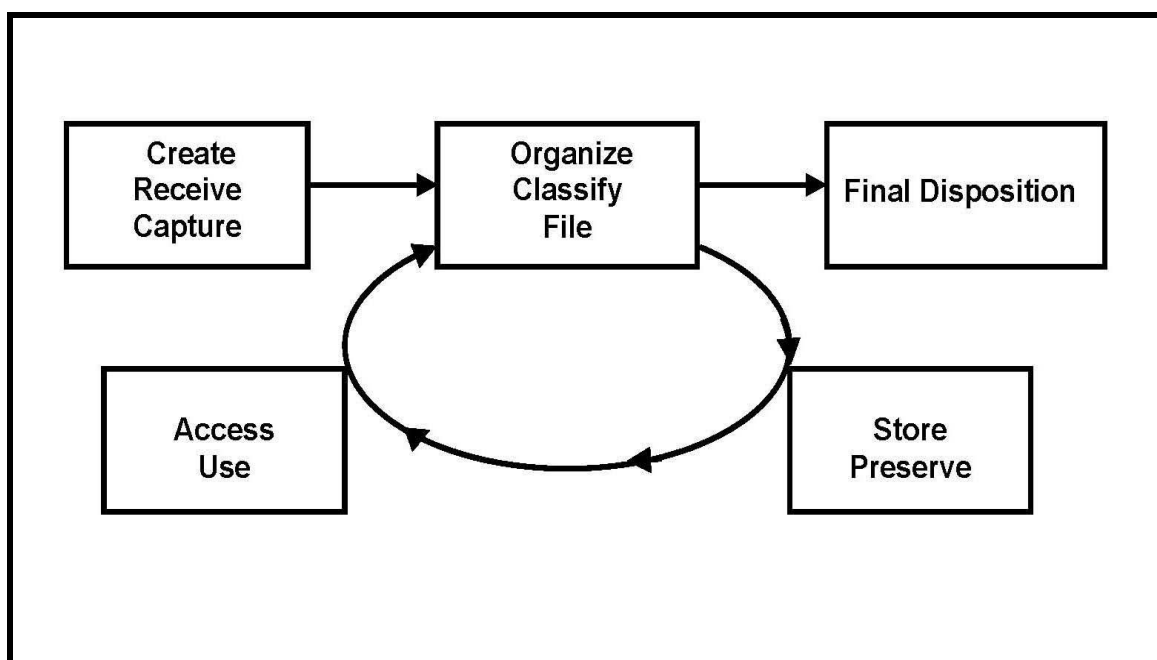 Create
Receive
Capture
Organize
Classify
File
Final Disposition
Access
Use
Store
Preserve